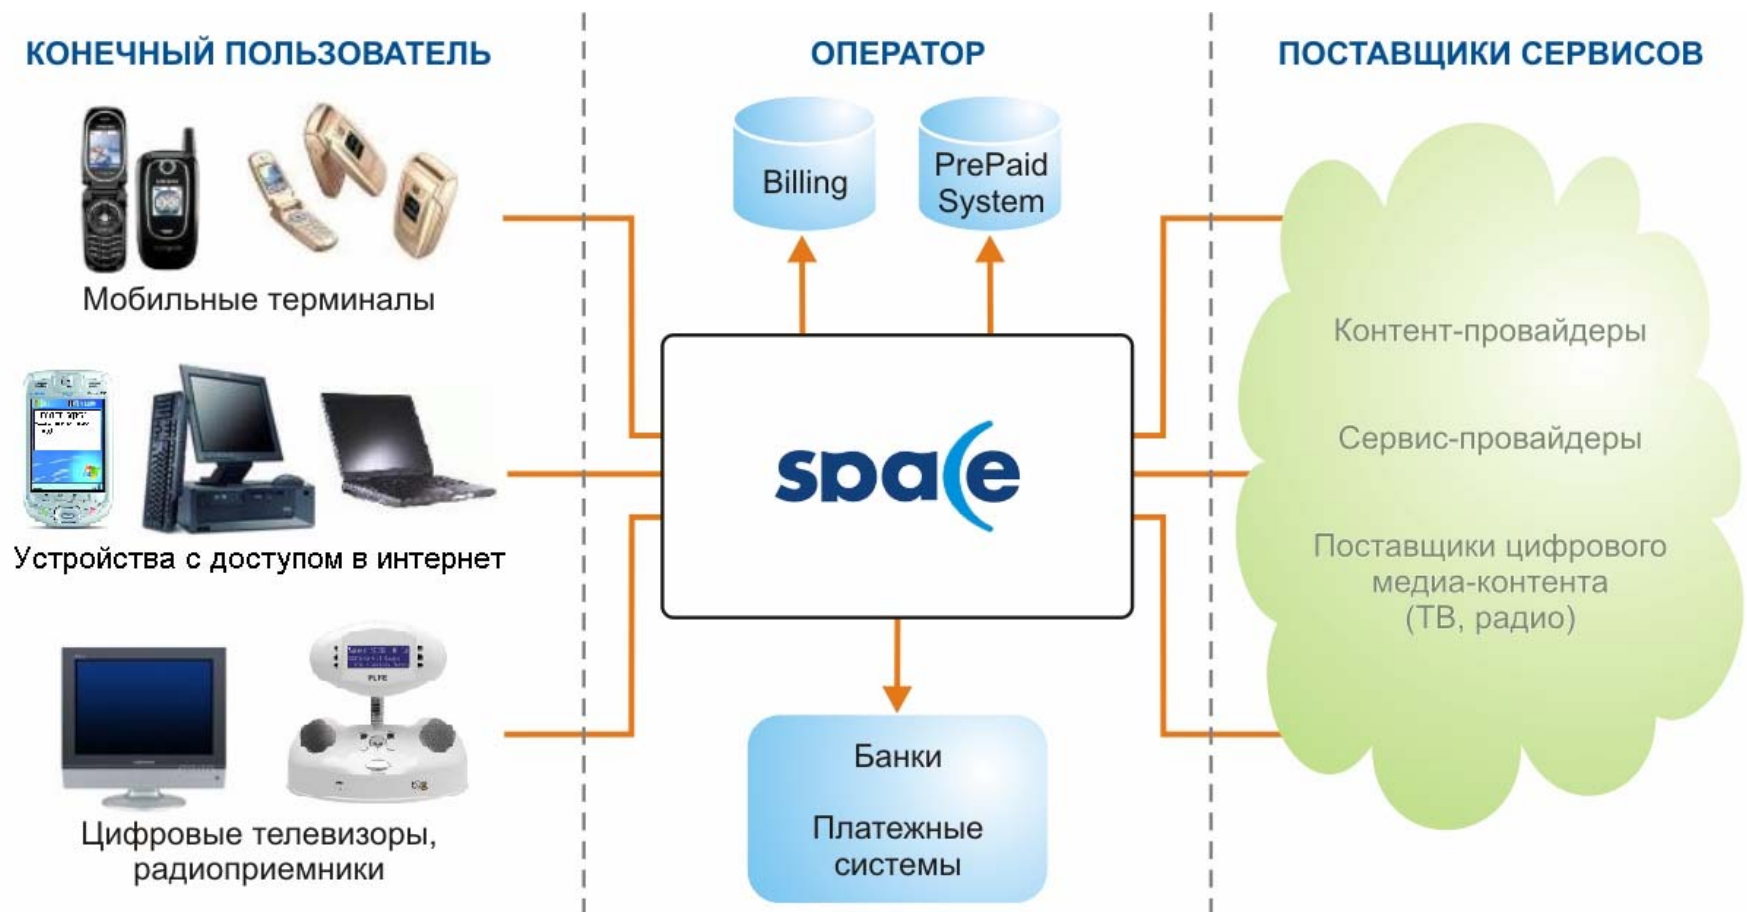 КОНЕЧНЫЙ ПОЛЬЗОВАТЕЛЬ
Мобильные терминалы
Устройства с доступом в интернет
PLFE
Цифровые телевизоры,
радиоприемники
ОПЕРАТОР
Billing
PrePaid
System
space
Банки
Платежные
системы
ПОСТАВЩИКИ СЕРВИСОВ
Контент-провайдеры
Сервис-провайдеры
Поставщики цифрового
медиа-контента
(ТВ, радио)